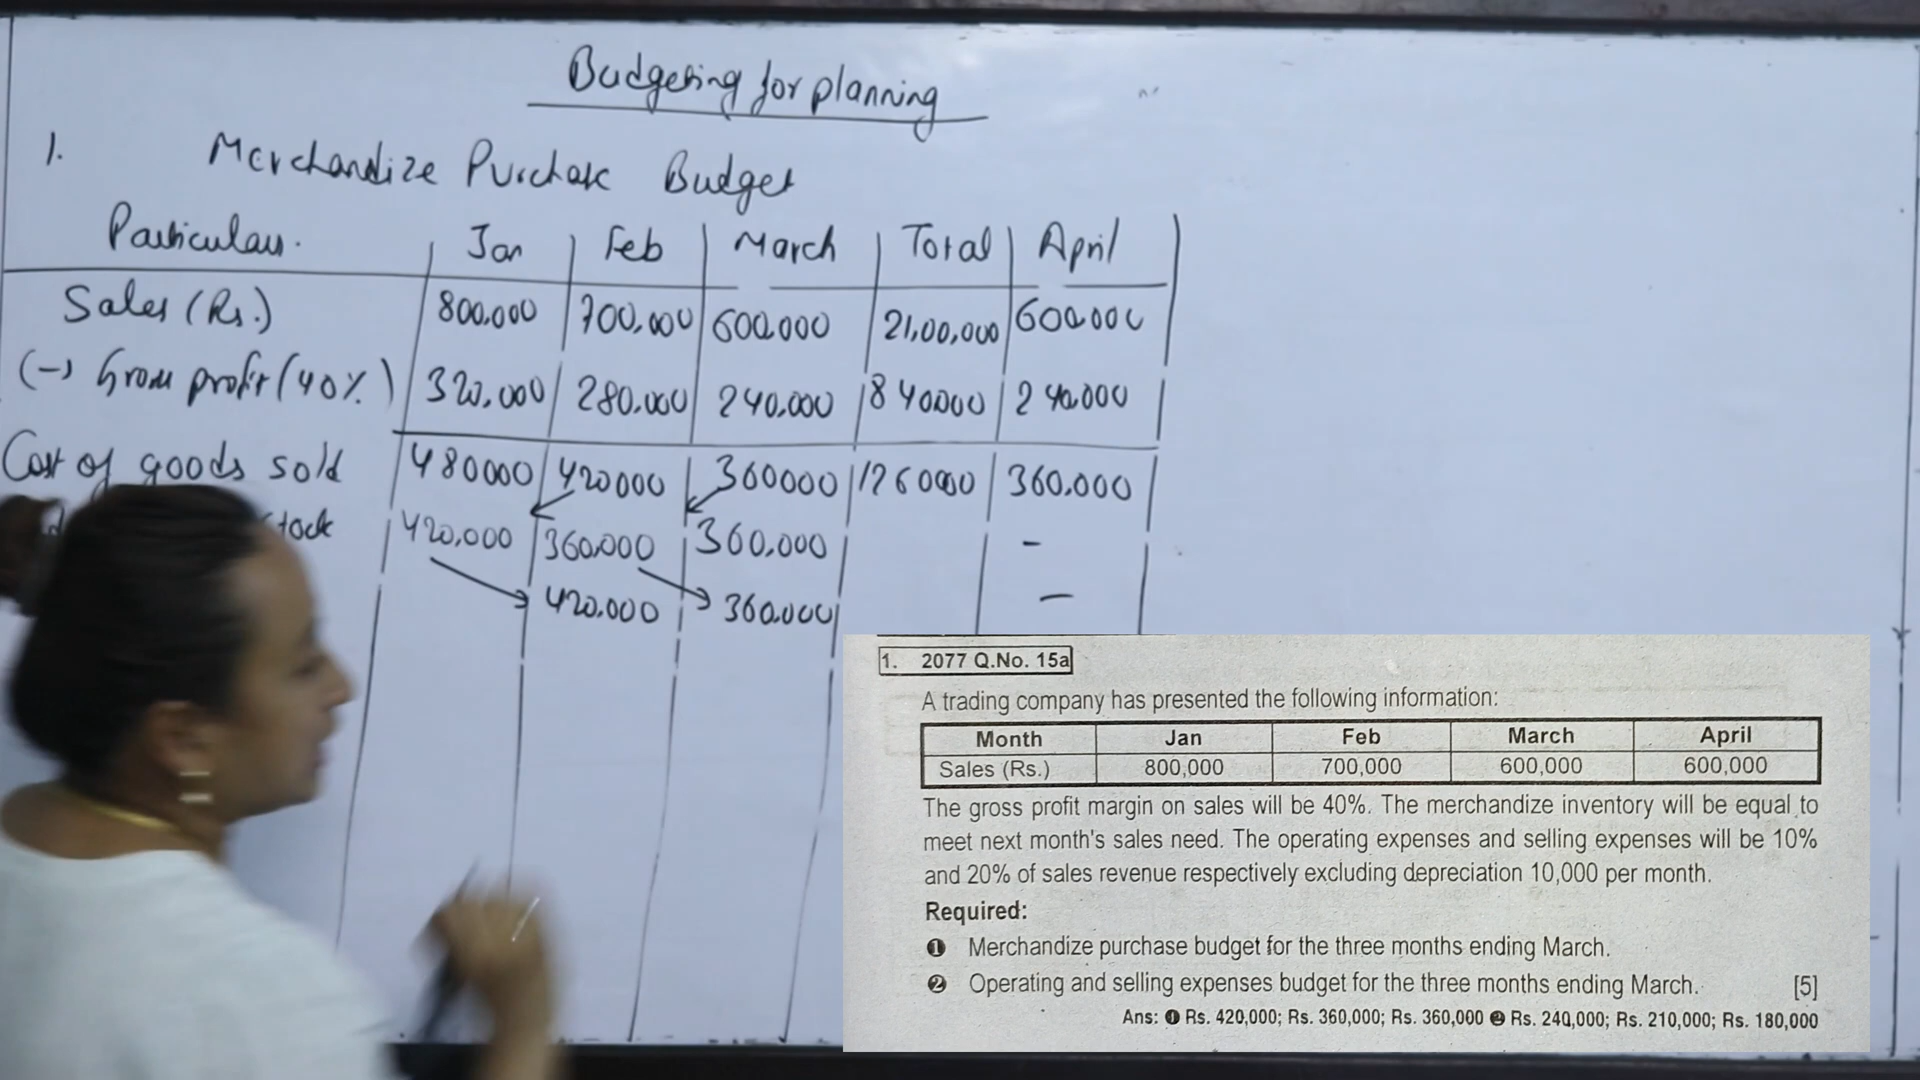 Budgeting for planning
1. Merchandize Purchase Budget
Particulars. Jan Feb March Total April
Sales (Rs.) 800,000 700,000 600,000 21,00,000 600,000
(-) Gross profit (40%) 320,000 280,000 240,000 840000 240,000
Cost of goods sold 480000 420000 360000 1260000 360,000
stock 420,000 360,000 360,000 -
420,000 360,000 -
1. 2077 Q.No. 15a
A trading company has presented the following information:
Month Jan Feb March April
Sales (Rs.) 800,000 700,000 600,000 600,000
The gross profit margin on sales will be 40%. The merchandize inventory will be equal to
meet next month's sales need. The operating expenses and selling expenses will be 10%
and 20% of sales revenue respectively excluding depreciation 10,000 per month.
Required:
❶ Merchandize purchase budget for the three months ending March.
❷ Operating and selling expenses budget for the three months ending March. [5]
Ans: ❶ Rs. 420,000; Rs. 360,000; Rs. 360,000 ❷ Rs. 240,000; Rs. 210,000; Rs. 180,000